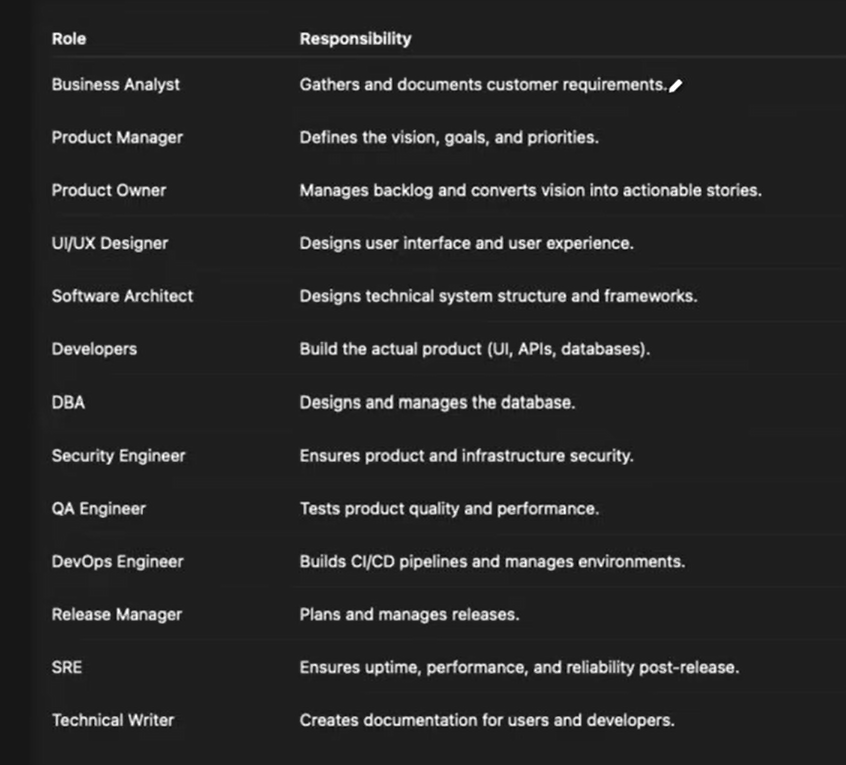 Role Responsibility
Business Analyst Gathers and documents customer requirements.
Product Manager Defines the vision, goals, and priorities.
Product Owner Manages backlog and converts vision into actionable stories.
UI/UX Designer Designs user interface and user experience.
Software Architect Designs technical system structure and frameworks.
Developers Build the actual product (UI, APIs, databases).
DBA Designs and manages the database.
Security Engineer Ensures product and infrastructure security.
QA Engineer Tests product quality and performance.
DevOps Engineer Builds CI/CD pipelines and manages environments.
Release Manager Plans and manages releases.
SRE Ensures uptime, performance, and reliability post-release.
Technical Writer Creates documentation for users and developers.